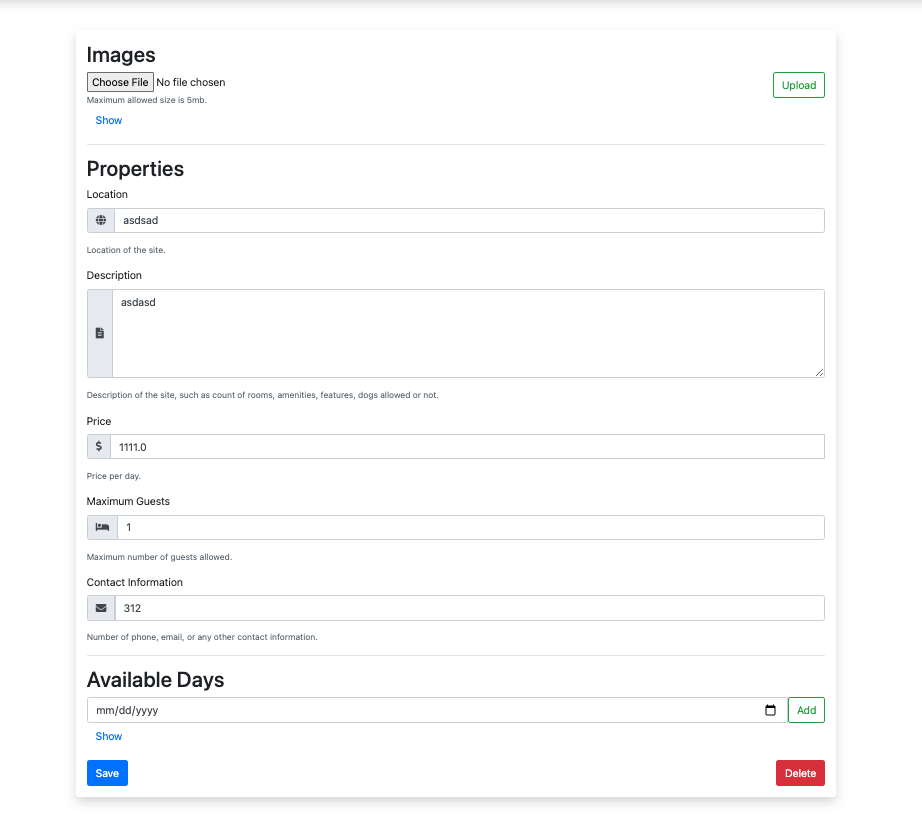 Images
Choose File No file chosen
Upload
Maximum allowed size is 5mb.
Show
Properties
Location
asdsad
Location of the site.
Description
asdasd
Description of the site, such as count of rooms, amenities, features, dogs allowed or not.
Price
$ 1111.0
Price per day.
Maximum Guests
1
Maximum number of guests allowed.
Contact Information
312
Number of phone, email, or any other contact information.
Available Days
mm/dd/yyyy
Add
Show
Save
Delete